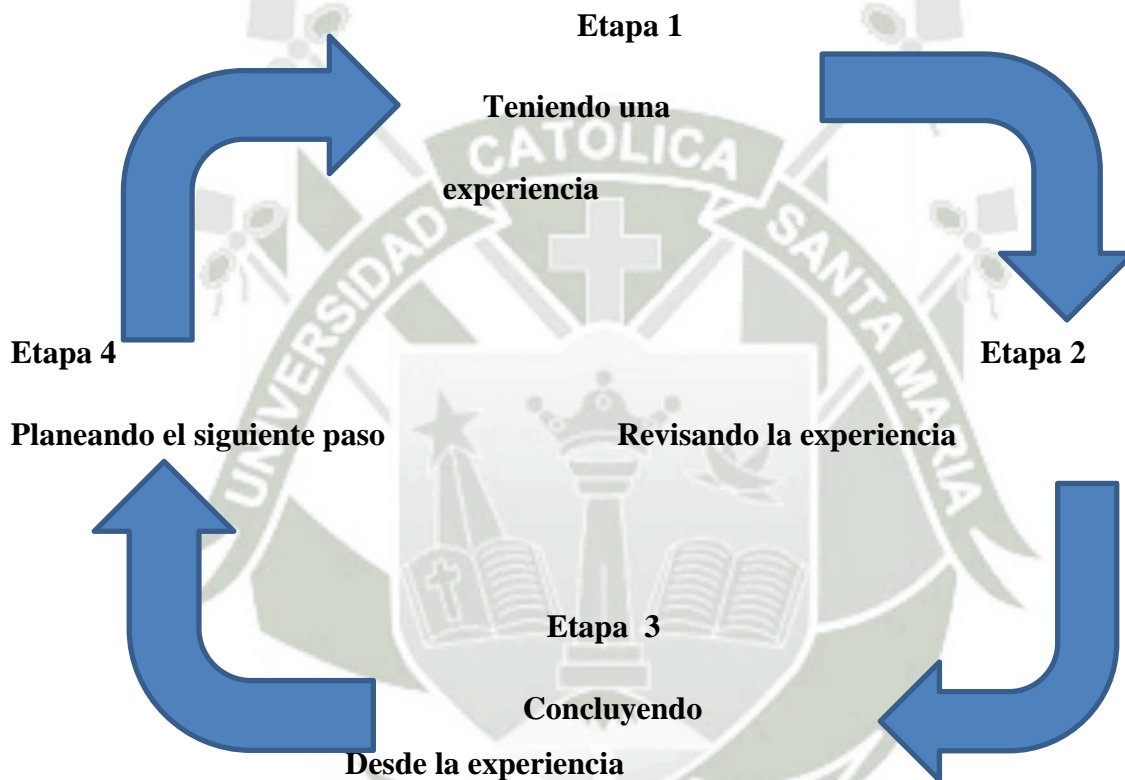 Etapa 1
Teniendo una
experiencia
Etapa 4
Etapa 2
Planeando el siguiente paso
Revisando la experiencia
Etapa 3
Concluyendo
Desde la experiencia
UNIVERSIDAD CATOLICA SANTA MARIA